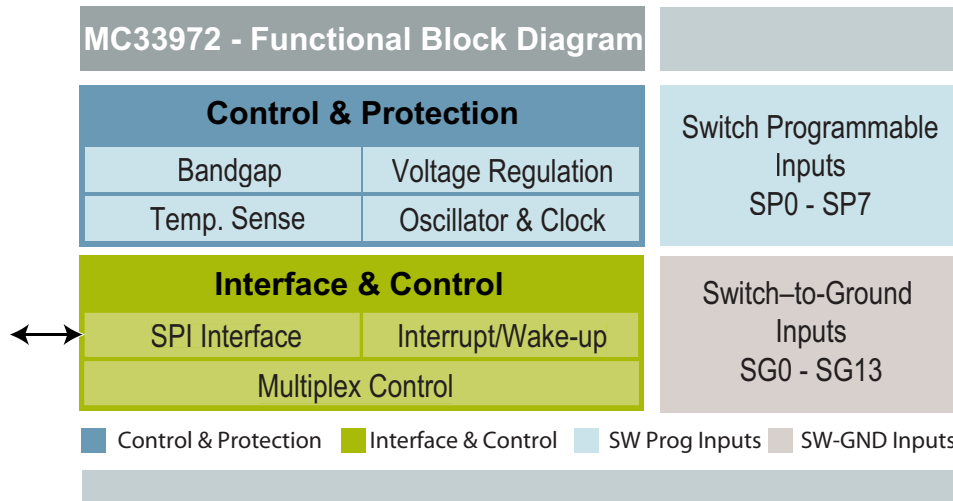 MC33972 - Functional Block Diagram
Control & Protection
Bandgap
Voltage Regulation
Temp. Sense
Oscillator & Clock
Switch Programmable
Inputs
SP0 - SP7
Interface & Control
SPI Interface
Interrupt/Wake-up
Multiplex Control
Switch–to-Ground
Inputs
SG0 - SG13
Control & Protection
Interface & Control
SW Prog Inputs
SW-GND Inputs